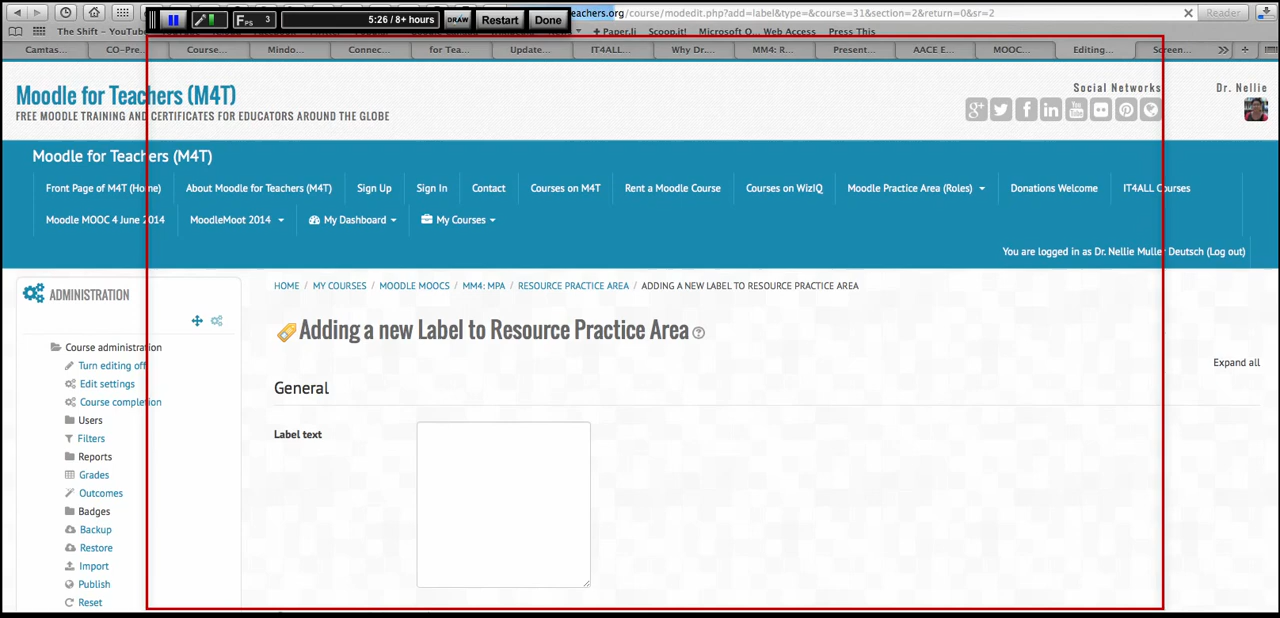 FPS 3 5:26 / 8+ hours DRAW Restart Done
eachers.org/course/modedit.php?add=label&type=&course=31&section=2&return=0&sr=2 Reader
The Shift – YouTube Paper.li Scoop.it! Microsoft O... Web Access Press This
Camtas... CO-Pre... Course... Mindo... Connec... for Tea... Update... IT4ALL... Why Dr.... MM4: R... Present... AACE E... MOOC... Editing... Screen...
Moodle for Teachers (M4T)
FREE MOODLE TRAINING AND CERTIFICATES FOR EDUCATORS AROUND THE GLOBE
Social Networks
Dr. Nellie
Moodle for Teachers (M4T)
Front Page of M4T (Home) About Moodle for Teachers (M4T) Sign Up Sign In Contact Courses on M4T Rent a Moodle Course Courses on WizIQ Moodle Practice Area (Roles) Donations Welcome IT4ALL Courses
Moodle MOOC 4 June 2014 MoodleMoot 2014 My Dashboard My Courses
You are logged in as Dr. Nellie Muller Deutsch (Log out)
ADMINISTRATION
Course administration
Turn editing off
Edit settings
Course completion
Users
Filters
Reports
Grades
Outcomes
Badges
Backup
Restore
Import
Publish
Reset
HOME / MY COURSES / MOODLE MOOCS / MM4: MPA / RESOURCE PRACTICE AREA / ADDING A NEW LABEL TO RESOURCE PRACTICE AREA
Adding a new Label to Resource Practice Area
Expand all
General
Label text